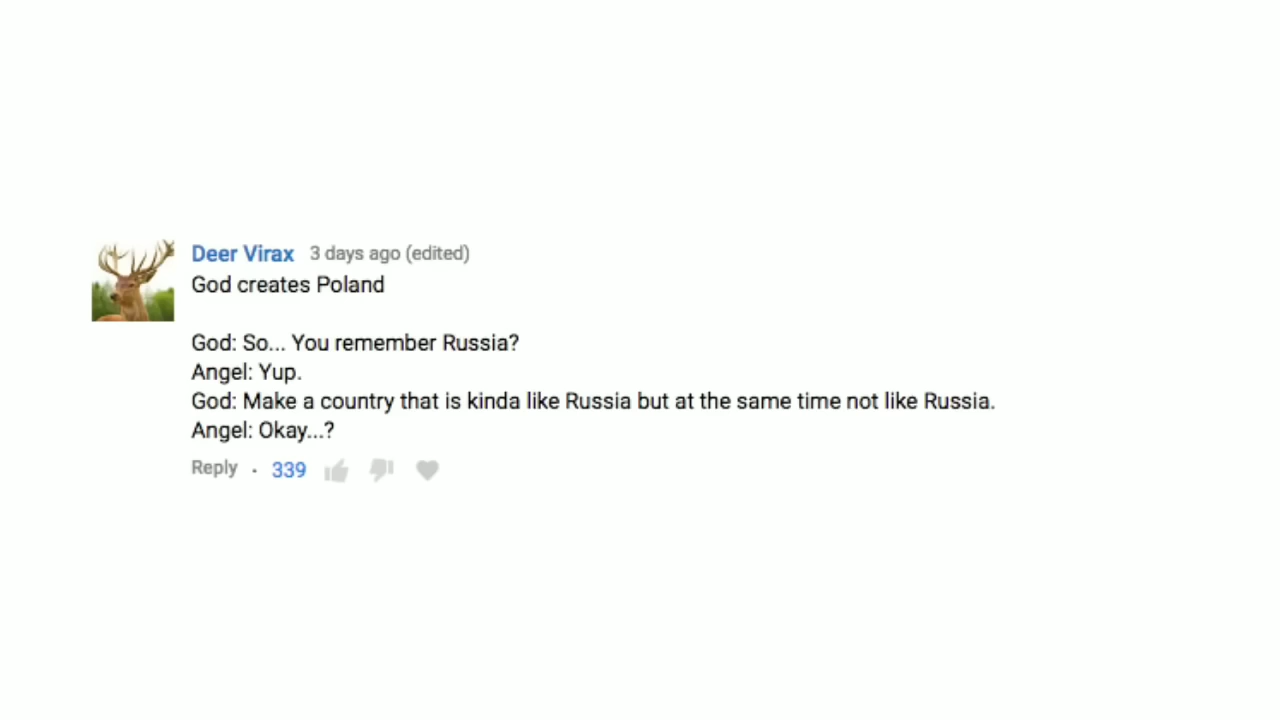 Deer Virax 3 days ago (edited)
God creates Poland
God: So... You remember Russia?
Angel: Yup.
God: Make a country that is kinda like Russia but at the same time not like Russia.
Angel: Okay...?
Reply · 339